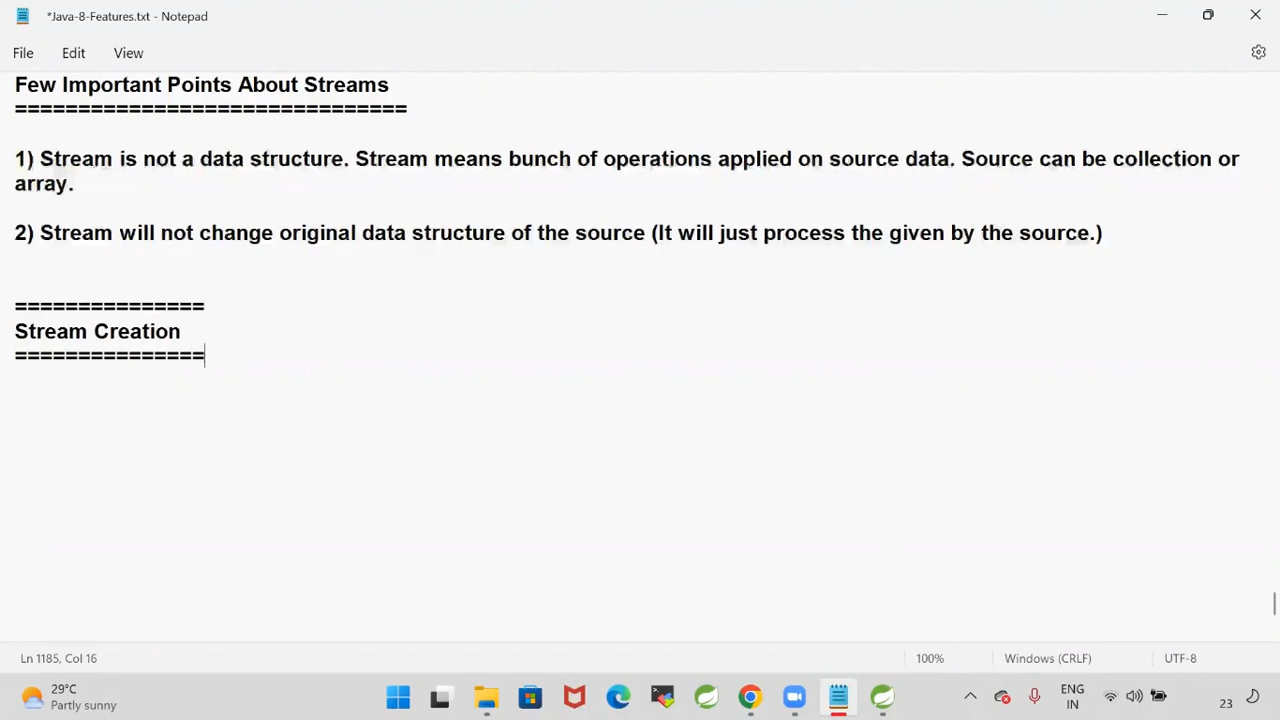 *Java-8-Features.txt - Notepad
File Edit View
Few Important Points About Streams
===============================
1) Stream is not a data structure. Stream means bunch of operations applied on source data. Source can be collection or
array.
2) Stream will not change original data structure of the source (It will just process the given by the source.)
===============
Stream Creation
===============
Ln 1185, Col 16
100%
Windows (CRLF)
UTF-8
29°C
Partly sunny
ENG
IN
23